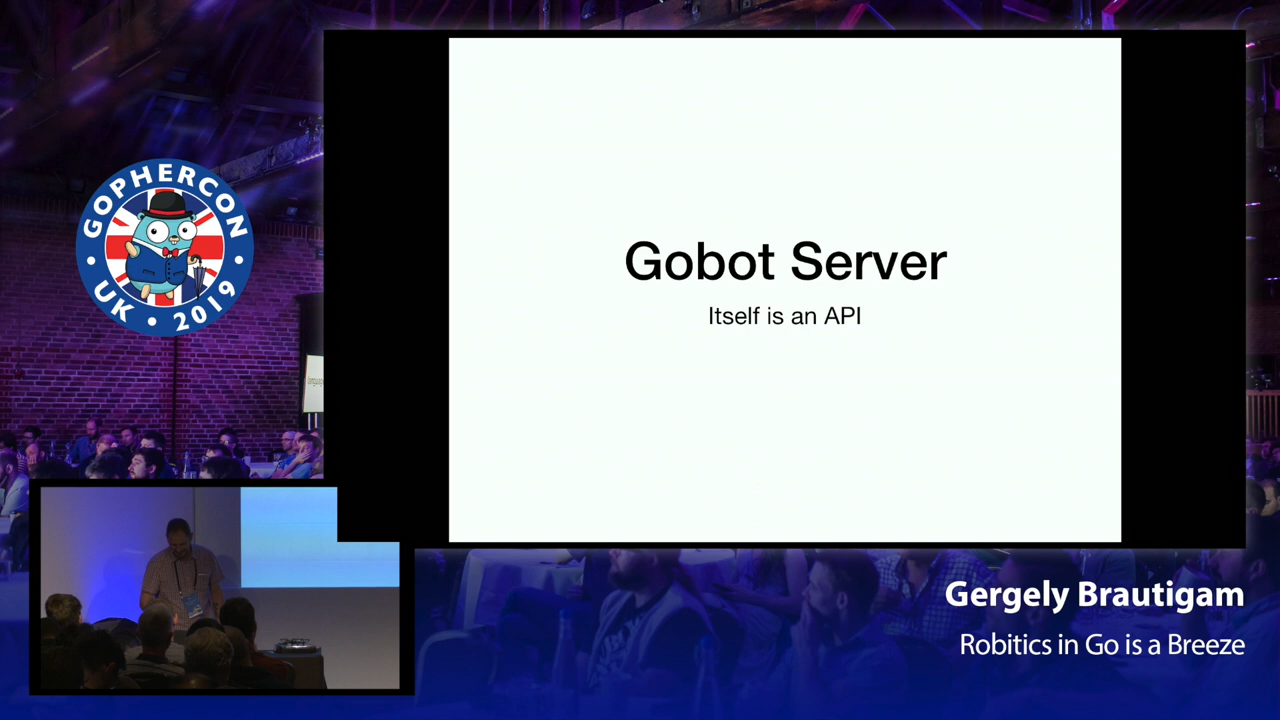 GOPHERCON
UK • 2019
Gobot Server
Itself is an API
Gergely Brautigam
Robitics in Go is a Breeze